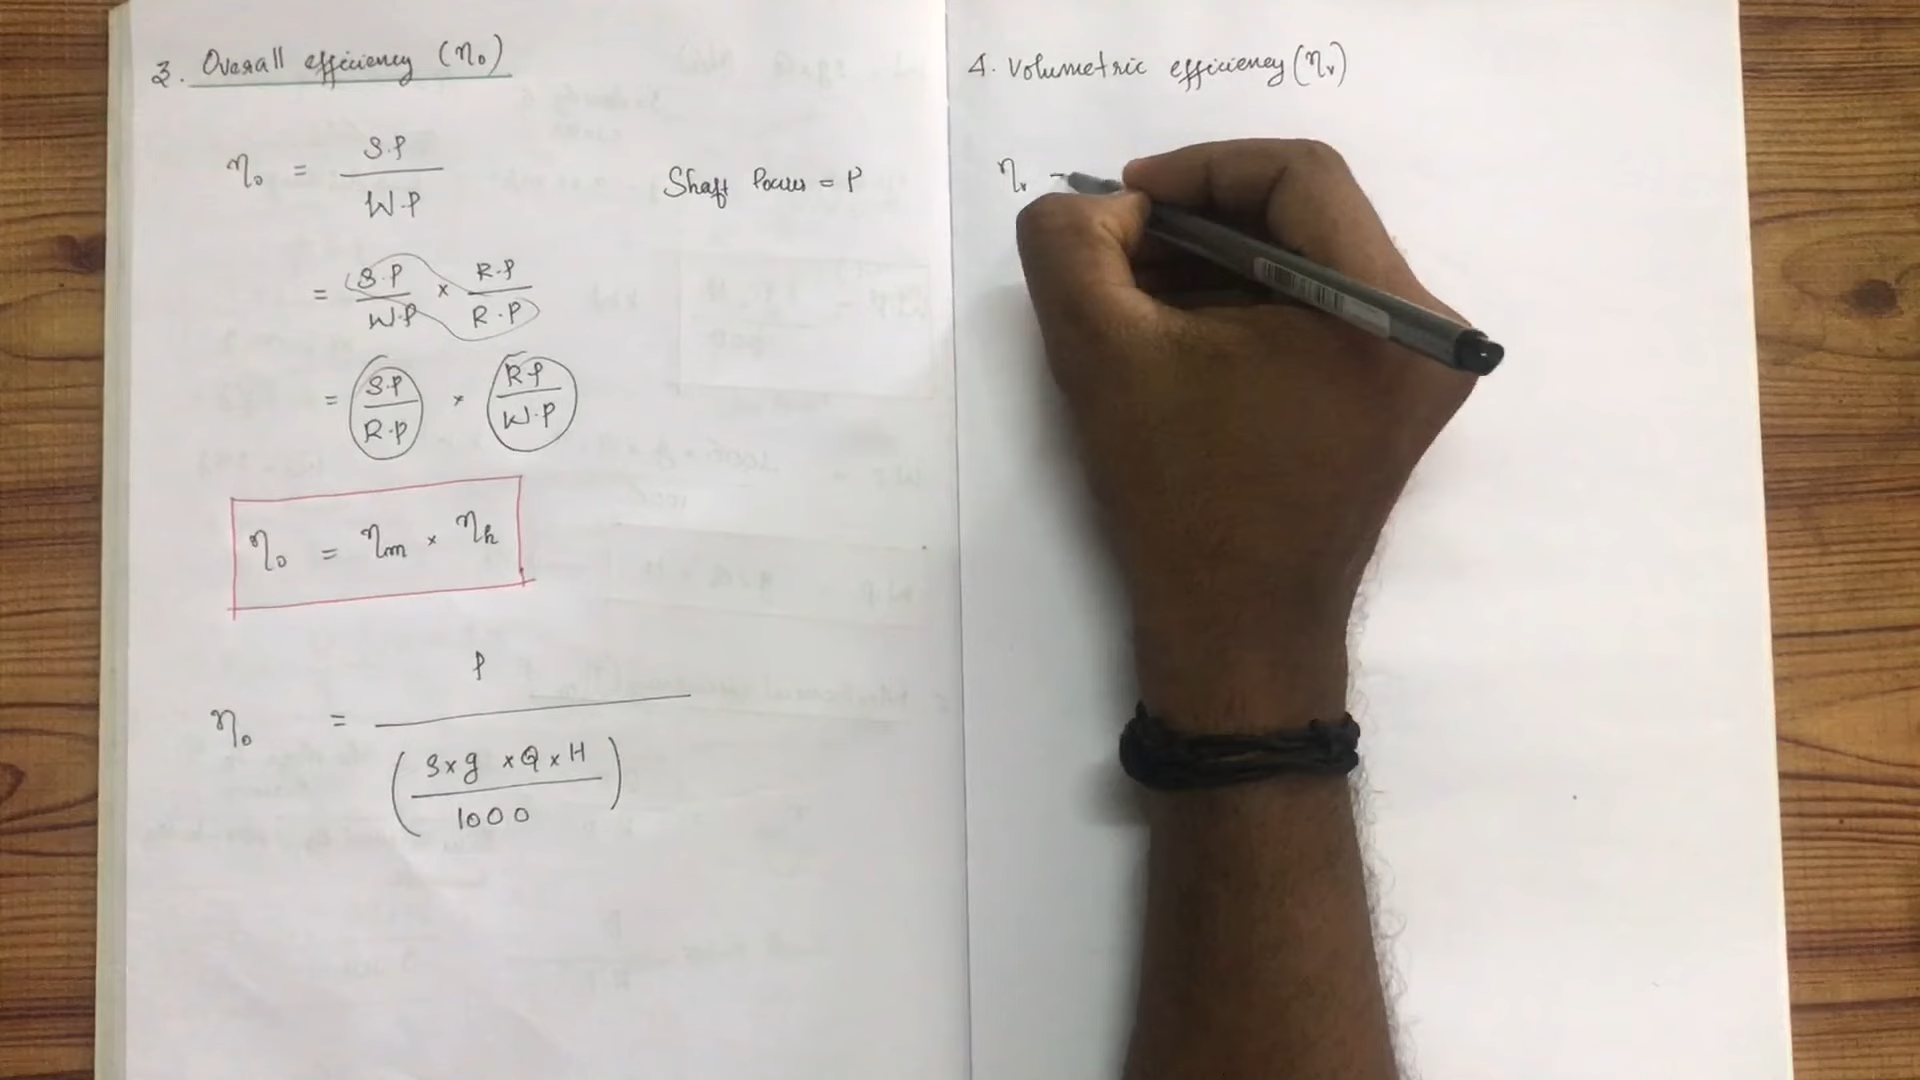 3. Overall efficiency (η₀)
η₀ = S.P / W.P
Shaft Power = P
= S.P / W.P × R.P / R.P
= S.P / R.P × R.P / W.P
η₀ = ηm × ηh
η₀ = P / (ρ×g×Q×H / 1000)
4. Volumetric efficiency (ηv)
ηv -